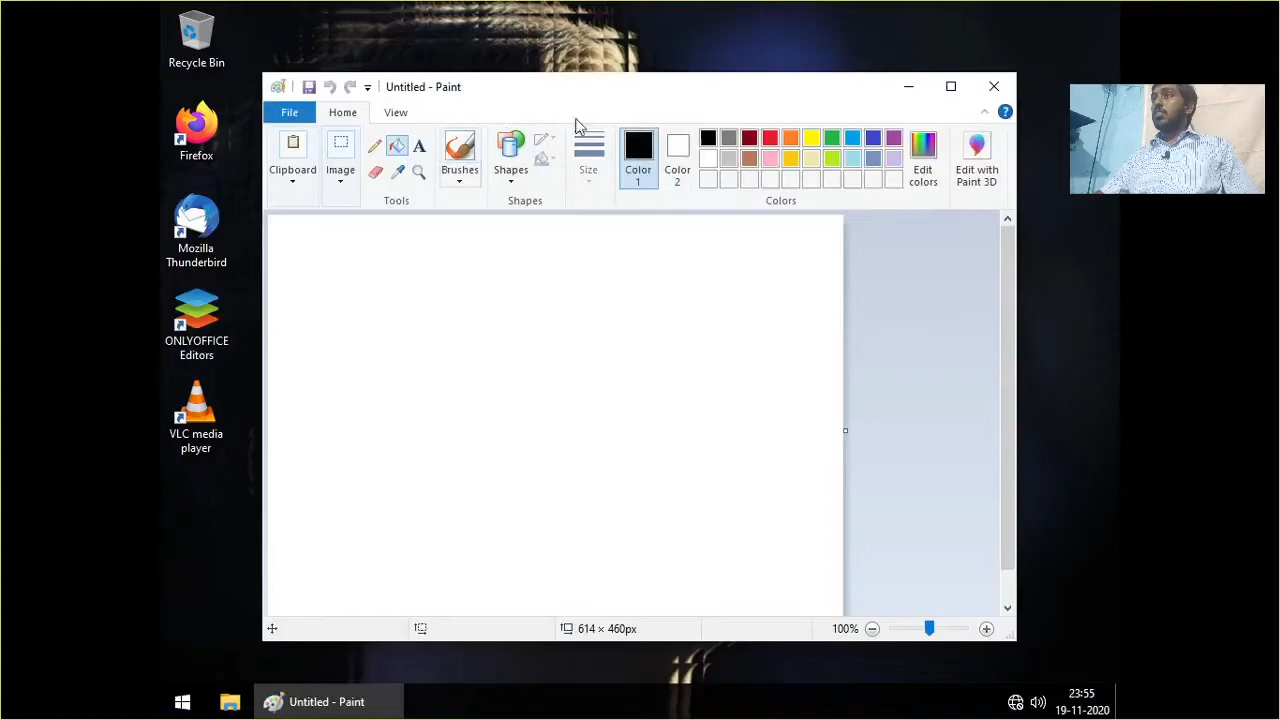 Recycle Bin
Firefox
Mozilla
Thunderbird
ONLYOFFICE
Editors
VLC media
player
Untitled - Paint
File Home View
Clipboard
Image
A
Tools
Brushes
Shapes
Shapes
Size
Color
1
Color
2
Colors
Edit
colors
Edit with
Paint 3D
?
614 × 460px
100%
Untitled - Paint
23:55
19-11-2020